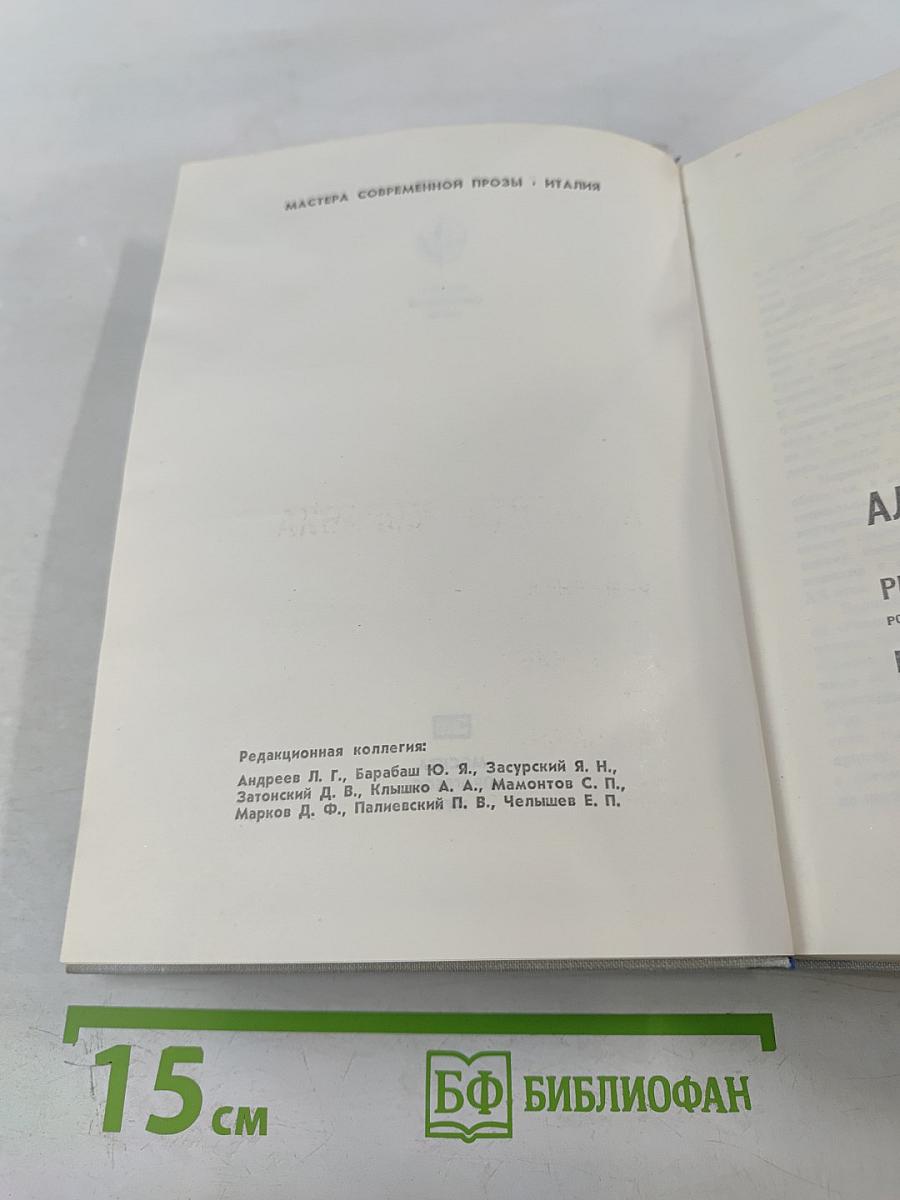 МАСТЕРА СОВРЕМЕННОЙ ПРОЗЫ · ИТАЛИЯ
Редакционная коллегия:
Андреев Л. Г., Барабаш Ю. Я., Засурский Я. Н.,
Затонский Д. В., Клышко А. А., Мамонтов С. П.,
Марков Д. Ф., Палиевский П. В., Челышев Е. П.
15 см
БФ БИБЛИОФАН